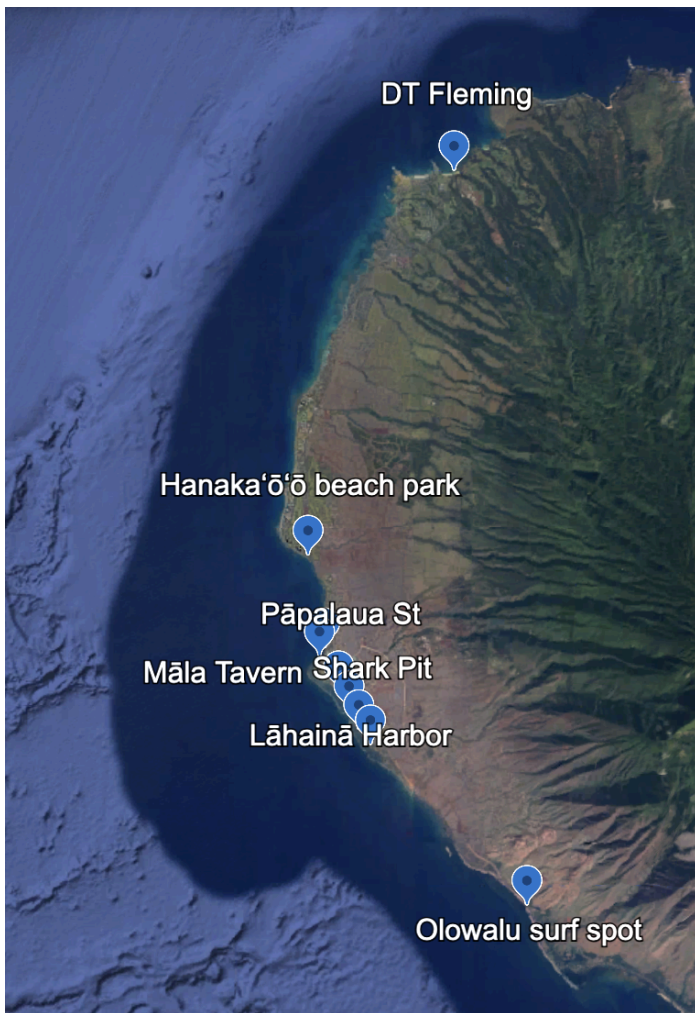 DT Fleming
Hanakaʻōʻō beach park
Pāpalaua St
Māla Tavern
Shark Pit
Lāhainā Harbor
Olowalu surf spot